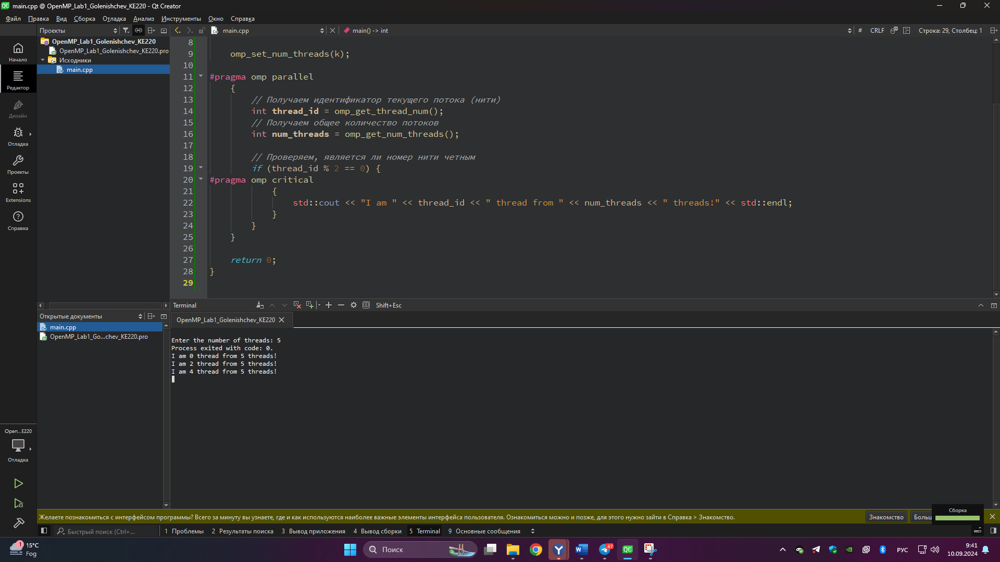 main.cpp @ OpenMP_Lab1_Golenishchev_KE220 - Qt Creator
Файл Правка Вид Сборка Отладка Анализ Инструменты Окно Справка
Проекты
main.cpp
main() -> int
# CRLF Строка: 29, Столбец: 1
OpenMP_Lab1_Golenishchev_KE220
OpenMP_Lab1_Golenishchev_KE220.pro
Исходники
main.cpp
Начало
Редактор
Дизайн
Отладка
Проекты
Extensions
Справка
8
9 omp_set_num_threads(k);
10
11 #pragma omp parallel
12 {
13 // Получаем идентификатор текущего потока (нити)
14 int thread_id = omp_get_thread_num();
15 // Получаем общее количество потоков
16 int num_threads = omp_get_num_threads();
17
18 // Проверяем, является ли номер нити четным
19 if (thread_id % 2 == 0) {
20 #pragma omp critical
21 {
22 std::cout << "I am " << thread_id << " thread from " << num_threads << " threads!" << std::endl;
23 }
24 }
25 }
26
27 return 0;
28 }
29
Terminal
Shift+Esc
OpenMP_Lab1_Golenishchev_KE220
Enter the number of threads: 5
Process exited with code: 0.
I am 0 thread from 5 threads!
I am 2 thread from 5 threads!
I am 4 thread from 5 threads!
Открытые документы
main.cpp
OpenMP_Lab1_Go...chev_KE220.pro
Open...E220
Отладка
Желаете познакомиться с интерфейсом программы? Всего за минуту вы узнаете, где и как используются наиболее важные элементы интерфейса пользователя. Ознакомиться можно и позже, для этого нужно зайти в Справка > Знакомство.
Знакомство
Больш
Сборка
Быстрый поиск (Ctrl+...
1 Проблемы 2 Результаты поиска 3 Вывод приложения 4 Вывод сборки 5 Terminal 9 Основные сообщения
1
15°C
Fog
Поиск
67
QC
РУС
9:41
10.09.2024